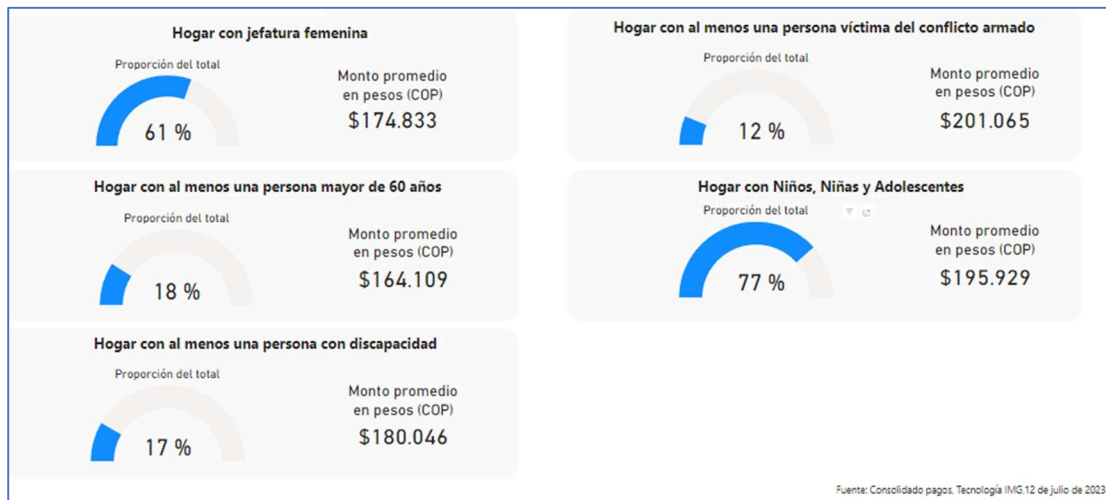 Hogar con jefatura femenina
Proporción del total
61 %
Monto promedio
en pesos (COP)
$174.833
Hogar con al menos una persona víctima del conflicto armado
Proporción del total
12 %
Monto promedio
en pesos (COP)
$201.065
Hogar con al menos una persona mayor de 60 años
Proporción del total
18 %
Monto promedio
en pesos (COP)
$164.109
Hogar con Niños, Niñas y Adolescentes
Proporción del total
77 %
Monto promedio
en pesos (COP)
$195.929
Hogar con al menos una persona con discapacidad
Proporción del total
17 %
Monto promedio
en pesos (COP)
$180.046
Fuente: Consolidado pagos, Tecnología IMG,12 de julio de 2023